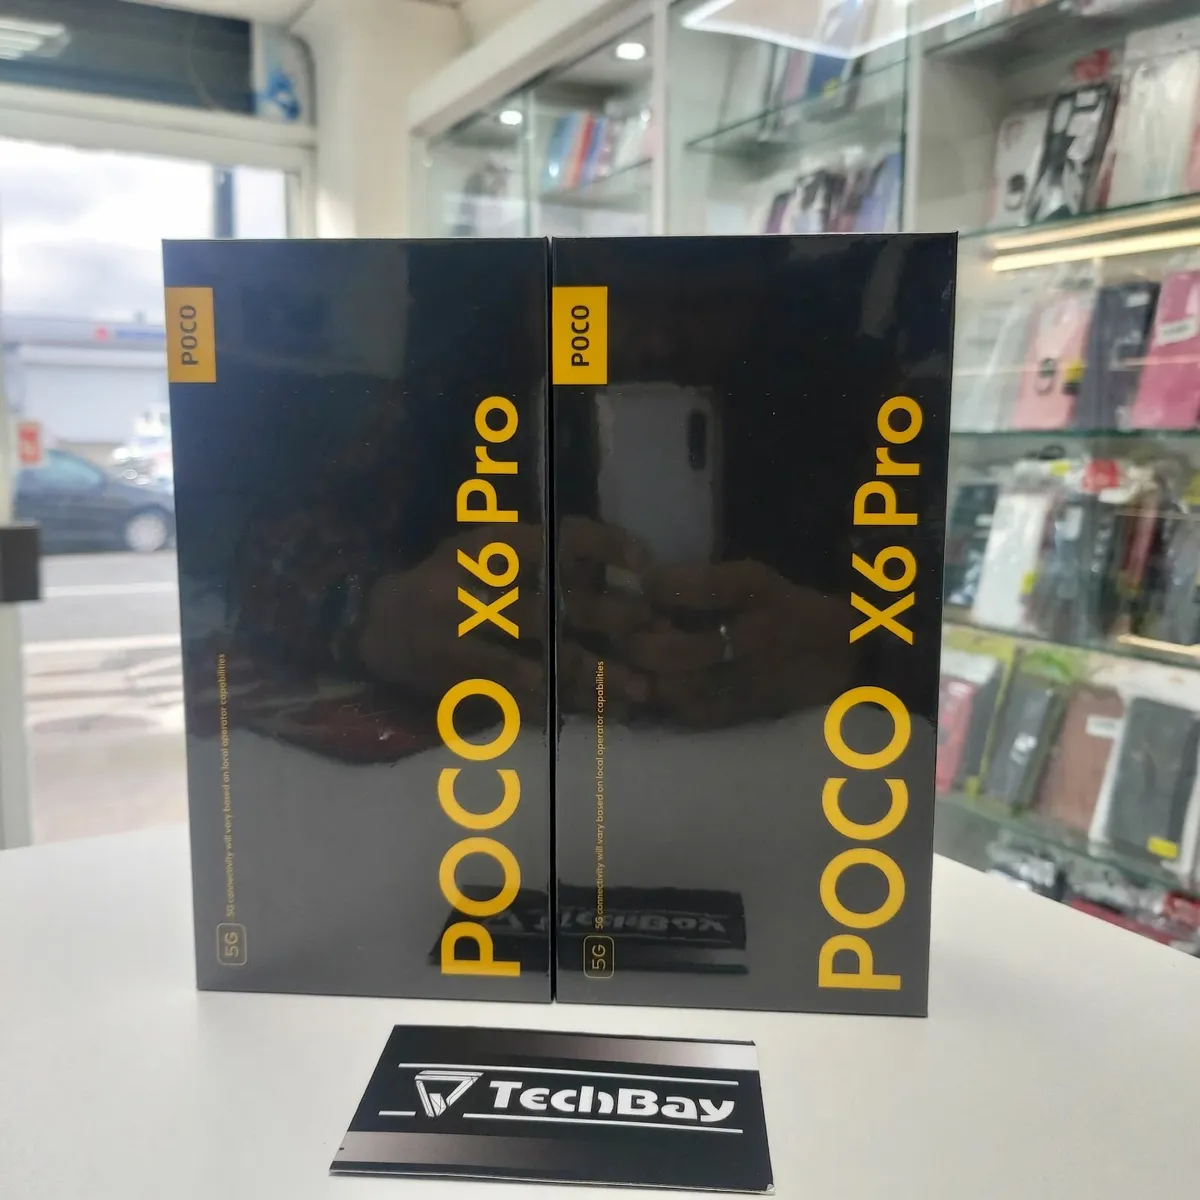 POCO
POCO X6 Pro
5G 5G connectivity will vary based on local operator capabilities
POCO
POCO X6 Pro
5G 5G connectivity will vary based on local operator capabilities
TechBay